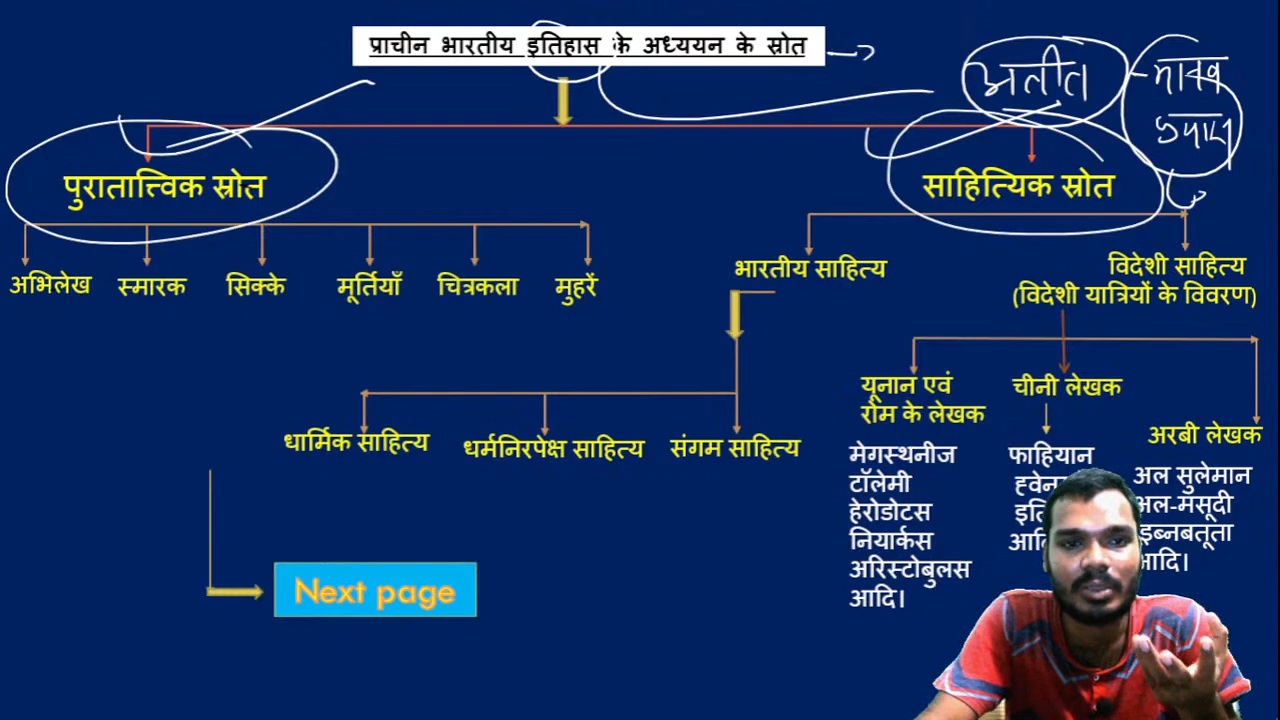 प्राचीन भारतीय इतिहास के अध्ययन के स्रोत
अतीत
मानव
पुरातात्त्विक स्रोत
साहित्यिक स्रोत
अभिलेख
स्मारक
सिक्के
मूर्तियाँ
चित्रकला
मुहरें
भारतीय साहित्य
विदेशी साहित्य
(विदेशी यात्रियों के विवरण)
धार्मिक साहित्य
धर्मनिरपेक्ष साहित्य
संगम साहित्य
यूनान एवं
रोम के लेखक
मेगस्थनीज
टॉलेमी
हेरोडोटस
नियार्कस
अरिस्टोबुलस
आदि।
चीनी लेखक
फाहियान
अरबी लेखक
अल सुलेमान
अल-मसूदी
इब्नबतूता
आदि।
Next page